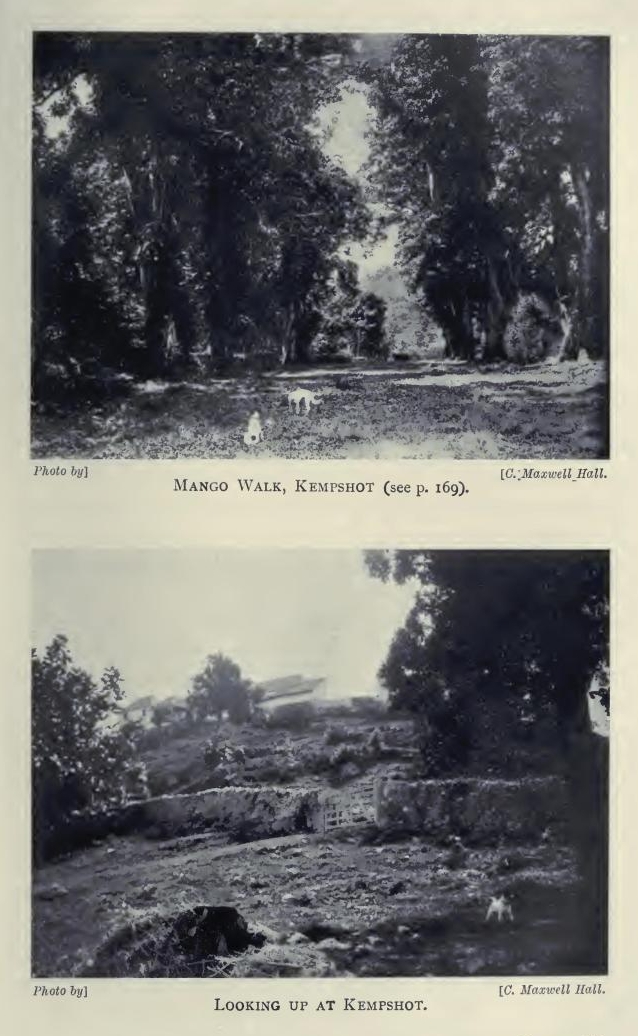 Photo by] [C. Maxwell Hall.
MANGO WALK, KEMPSHOT (see p. 169).
Photo by] [C. Maxwell Hall.
LOOKING UP AT KEMPSHOT.